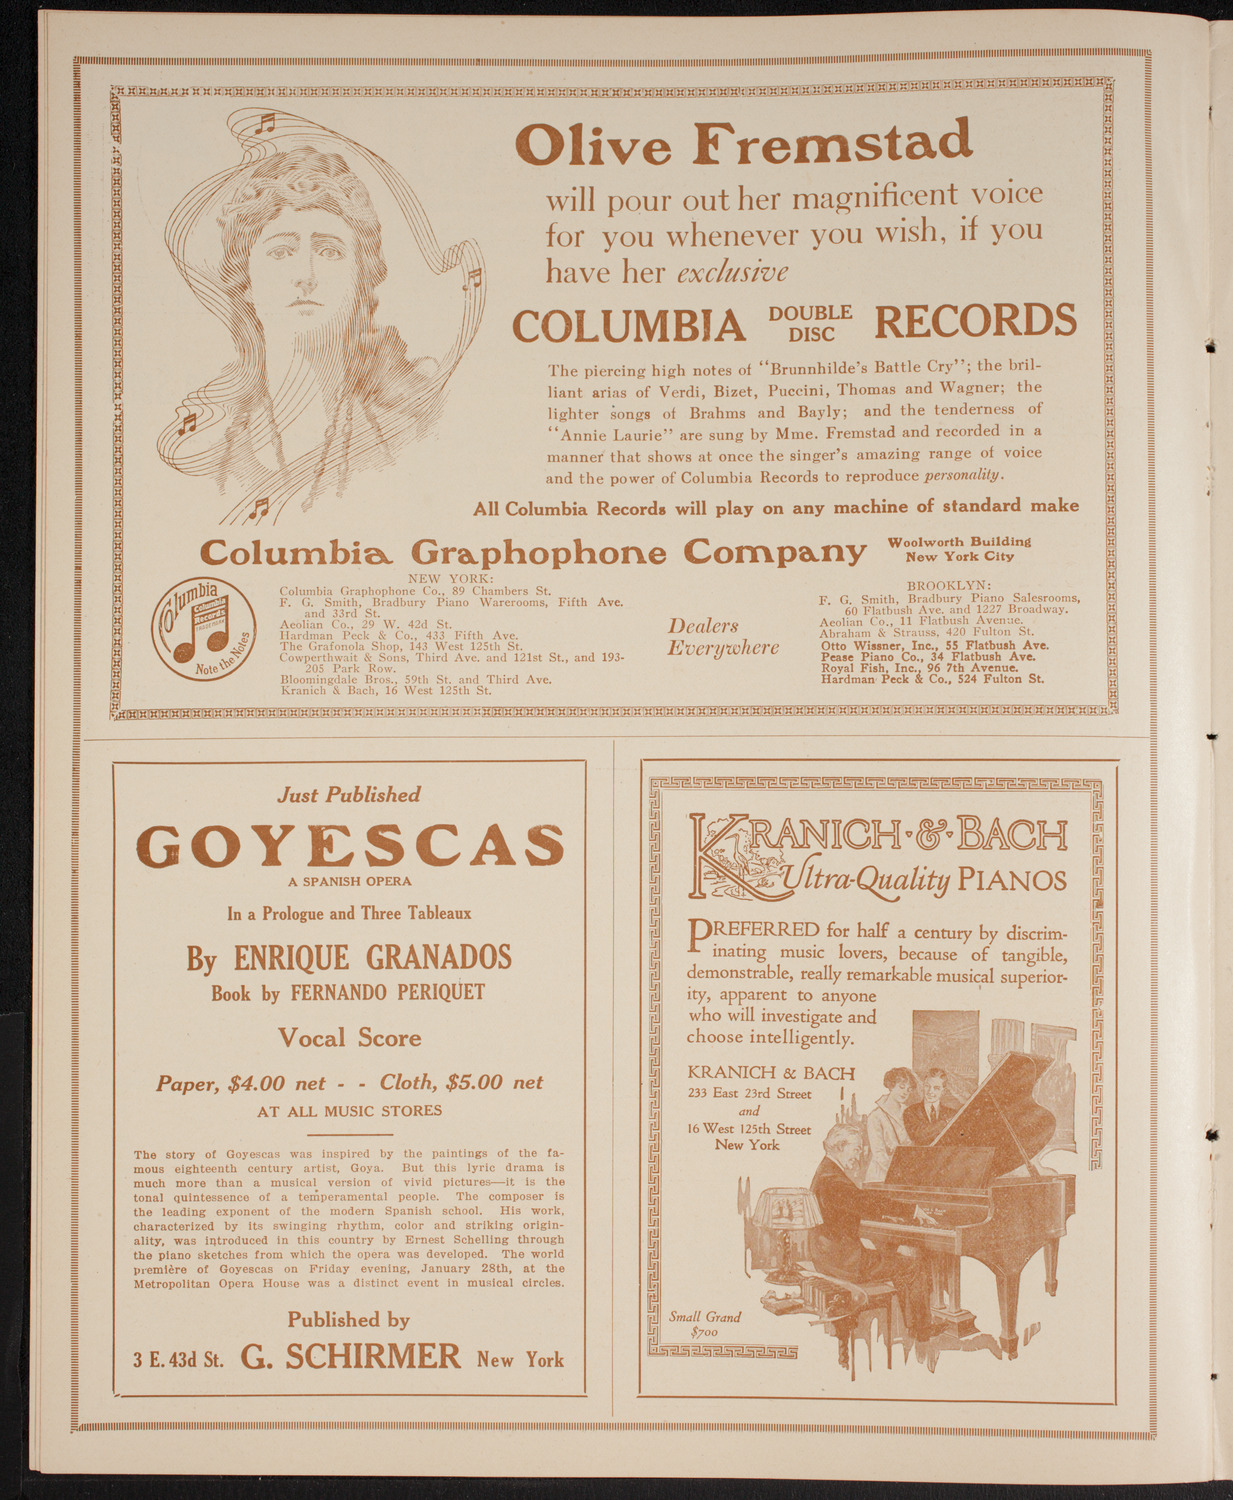 Olive Fremstad
will pour out her magnificent voice
for you whenever you wish, if you
have her exclusive
COLUMBIA DOUBLE DISC RECORDS
The piercing high notes of "Brunnhilde's Battle Cry"; the bril-
liant arias of Verdi, Bizet, Puccini, Thomas and Wagner; the
lighter songs of Brahms and Bayly; and the tenderness of
"Annie Laurie" are sung by Mme. Fremstad and recorded in a
manner that shows at once the singer's amazing range of voice
and the power of Columbia Records to reproduce personality.
All Columbia Records will play on any machine of standard make
Columbia Graphophone Company Woolworth Building
New York City
Columbia
Columbia
Records
TRADE MARK
Note the Notes
NEW YORK:
Columbia Graphophone Co., 89 Chambers St.
F. G. Smith, Bradbury Piano Warerooms, Fifth Ave.
and 33rd St.
Aeolian Co., 29 W. 42d St.
Hardman Peck & Co., 433 Fifth Ave.
The Grafonola Shop, 143 West 125th St.
Cowperthwait & Sons, Third Ave. and 121st St., and 193-
205 Park Row.
Bloomingdale Bros., 59th St. and Third Ave.
Kranich & Bach, 16 West 125th St.
Dealers
Everywhere
BROOKLYN:
F. G. Smith, Bradbury Piano Salesrooms,
60 Flatbush Ave. and 1227 Broadway.
Aeolian Co., 11 Flatbush Avenue.
Abraham & Strauss, 420 Fulton St.
Otto Wissner, Inc., 55 Flatbush Ave.
Pease Piano Co., 34 Flatbush Ave.
Royal Fish, Inc., 96 7th Avenue.
Hardman Peck & Co., 524 Fulton St.
Just Published
GOYESCAS
A SPANISH OPERA
In a Prologue and Three Tableaux
By ENRIQUE GRANADOS
Book by FERNANDO PERIQUET
Vocal Score
Paper, $4.00 net - - Cloth, $5.00 net
AT ALL MUSIC STORES
The story of Goyescas was inspired by the paintings of the fa-
mous eighteenth century artist, Goya. But this lyric drama is
much more than a musical version of vivid pictures—it is the
tonal quintessence of a temperamental people. The composer is
the leading exponent of the modern Spanish school. His work,
characterized by its swinging rhythm, color and striking origin-
ality, was introduced in this country by Ernest Schelling through
the piano sketches from which the opera was developed. The world
première of Goyescas on Friday evening, January 28th, at the
Metropolitan Opera House was a distinct event in musical circles.
Published by
3 E. 43d St. G. SCHIRMER New York
KRANICH·&·BACH
Ultra-Quality PIANOS
PREFERRED for half a century by discrim-
inating music lovers, because of tangible,
demonstrable, really remarkable musical superior-
ity, apparent to anyone
who will investigate and
choose intelligently.
KRANICH & BACH
233 East 23rd Street
and
16 West 125th Street
New York
Small Grand
$700